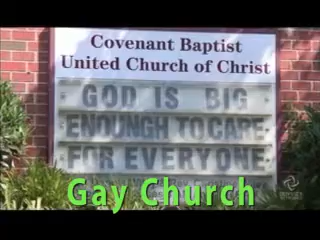 Covenant Baptist
United Church of Christ
GOD IS BIG
ENOUNGH TO CARE
FOR EVERYONE
Gay Church